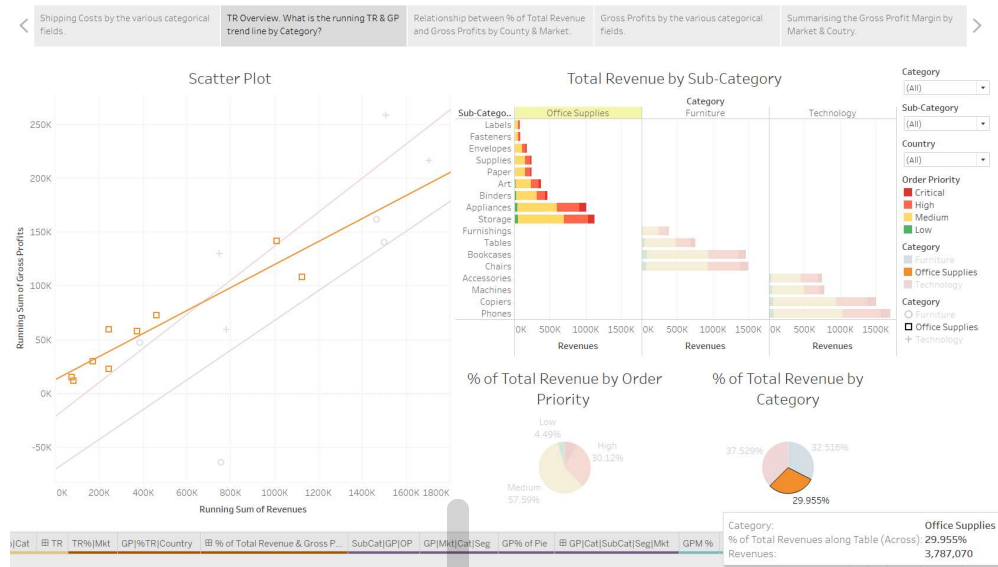 Shipping Costs by the various categorical
fields.
TR Overview. What is the running TR & GP
trend line by Category?
Relationship between % of Total Revenue
and Gross Profits by County & Market.
Gross Profits by the various categorical
fields.
Summarising the Gross Profit Margin by
Market & Coutry.
Scatter Plot
250K
200K
150K
100K
50K
0K
-50K
Running Sum of Gross Profits
0K 200K 400K 600K 800K 1000K 1200K 1400K 1600K 1800K
Running Sum of Revenues
Total Revenue by Sub-Category
Category
Sub-Catego.. Office Supplies Furniture Technology
Labels
Fasteners
Envelopes
Supplies
Paper
Art
Binders
Appliances
Storage
Furnishings
Tables
Bookcases
Chairs
Accessories
Machines
Copiers
Phones
0K 500K 1000K 1500K 0K 500K 1000K 1500K 0K 500K 1000K 1500K
Revenues Revenues Revenues
Category
(All)
Sub-Category
(All)
Country
(All)
Order Priority
Critical
High
Medium
Low
Category
Furniture
Office Supplies
Technology
Category
Furniture
Office Supplies
Technology
% of Total Revenue by Order
Priority
Low
4.49%
High
30.12%
Medium
57.59%
% of Total Revenue by
Category
37.529%
32.516%
29.955%
Category: Office Supplies
% of Total Revenues along Table (Across): 29.955%
Revenues: 3,787,070
|Cat TR TR%|Mkt GP|%TR|Country % of Total Revenue & Gross P... SubCat|GP|OP GP|Mkt|Cat|Seg GP% of Pie GP|Cat|SubCat|Seg|Mkt GPM %